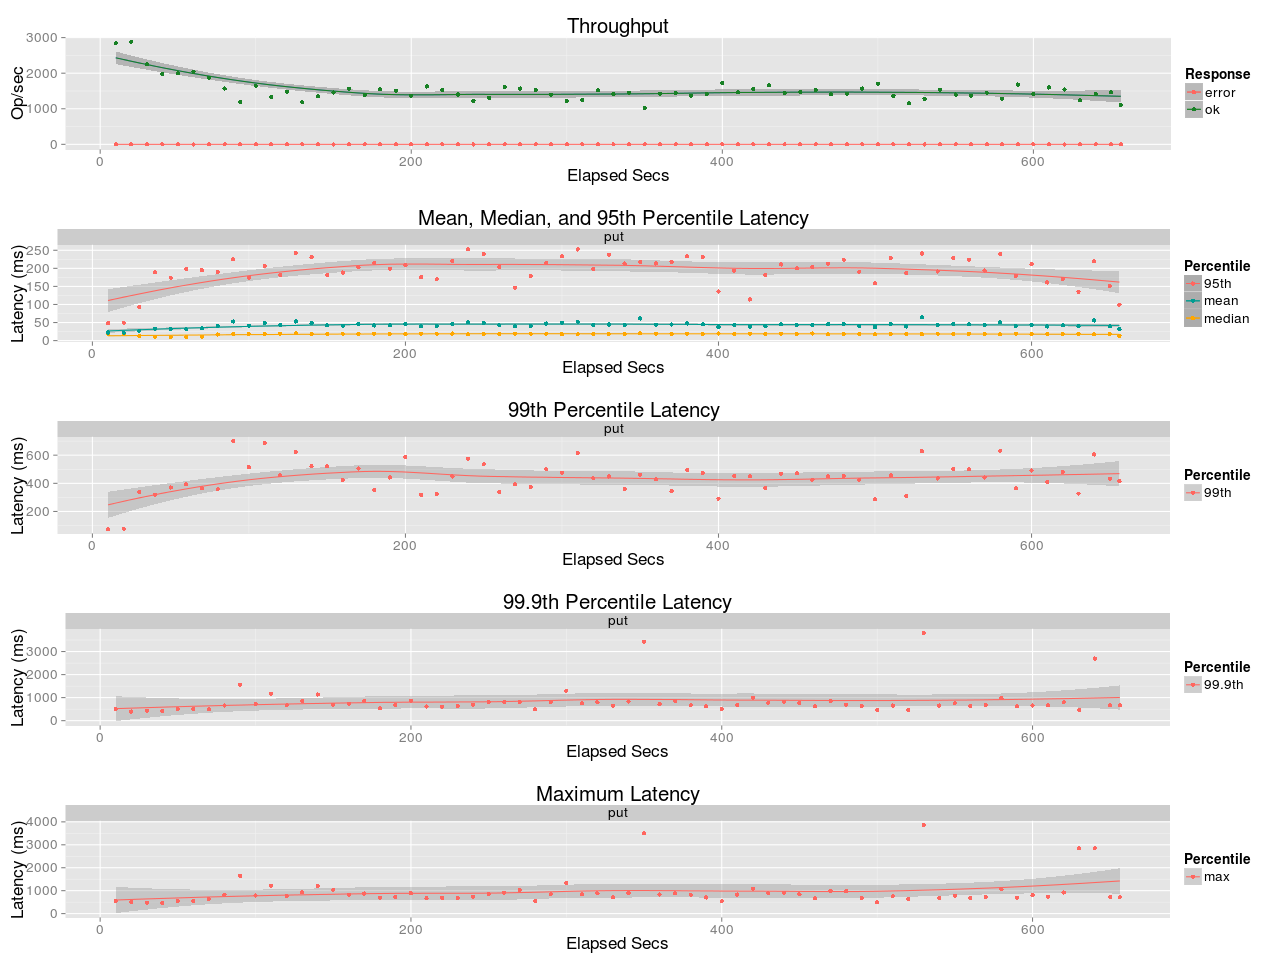 Throughput
3000
2000
1000
0
Op/sec
0 200 400 600
Elapsed Secs
Response
error
ok
Mean, Median, and 95th Percentile Latency
put
250
200
150
100
50
0
Latency (ms)
0 200 400 600
Elapsed Secs
Percentile
95th
mean
median
99th Percentile Latency
put
600
400
200
Latency (ms)
0 200 400 600
Elapsed Secs
Percentile
99th
99.9th Percentile Latency
put
3000
2000
1000
0
Latency (ms)
0 200 400 600
Elapsed Secs
Percentile
99.9th
Maximum Latency
put
4000
3000
2000
1000
0
Latency (ms)
0 200 400 600
Elapsed Secs
Percentile
max